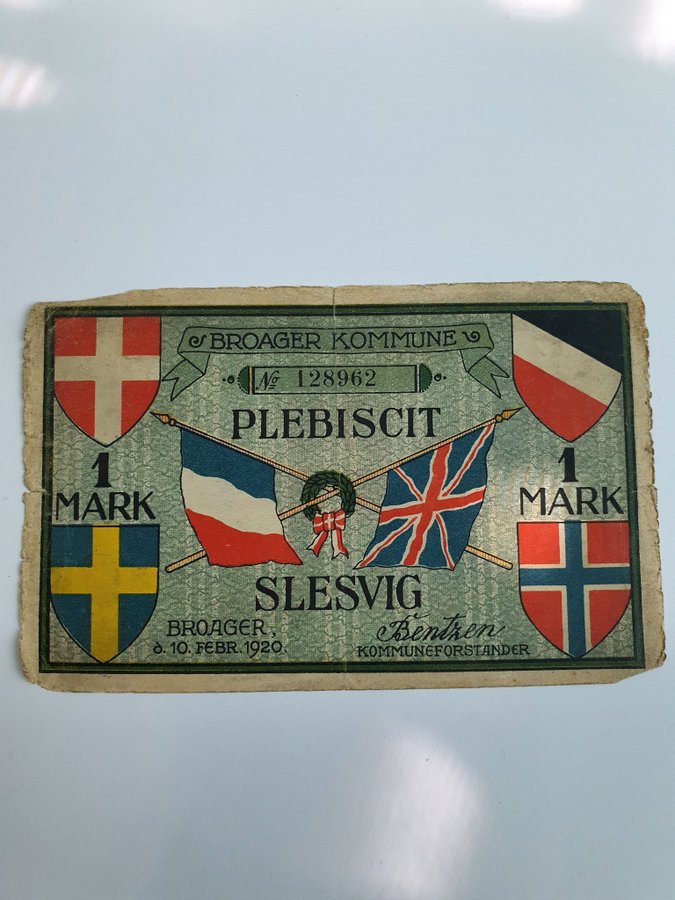 BROAGER KOMMUNE
№ 128962
PLEBISCIT
1 MARK
1 MARK
SLESVIG
BROAGER,
d. 10. FEBR. 1920.
Bentzen
KOMMUNEFORSTANDER